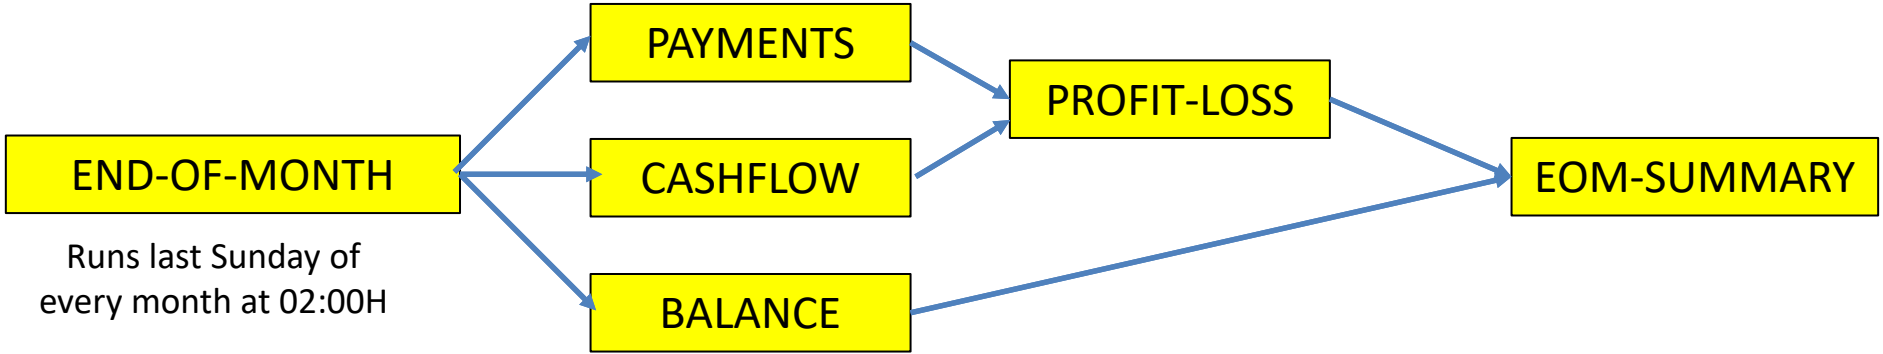 PAYMENTS
PROFIT-LOSS
END-OF-MONTH
CASHFLOW
EOM-SUMMARY
Runs last Sunday of
every month at 02:00H
BALANCE